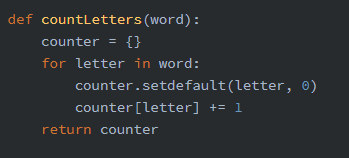 def countLetters(word):
    counter = {}
    for letter in word:
        counter.setdefault(letter, 0)
        counter[letter] += 1
    return counter